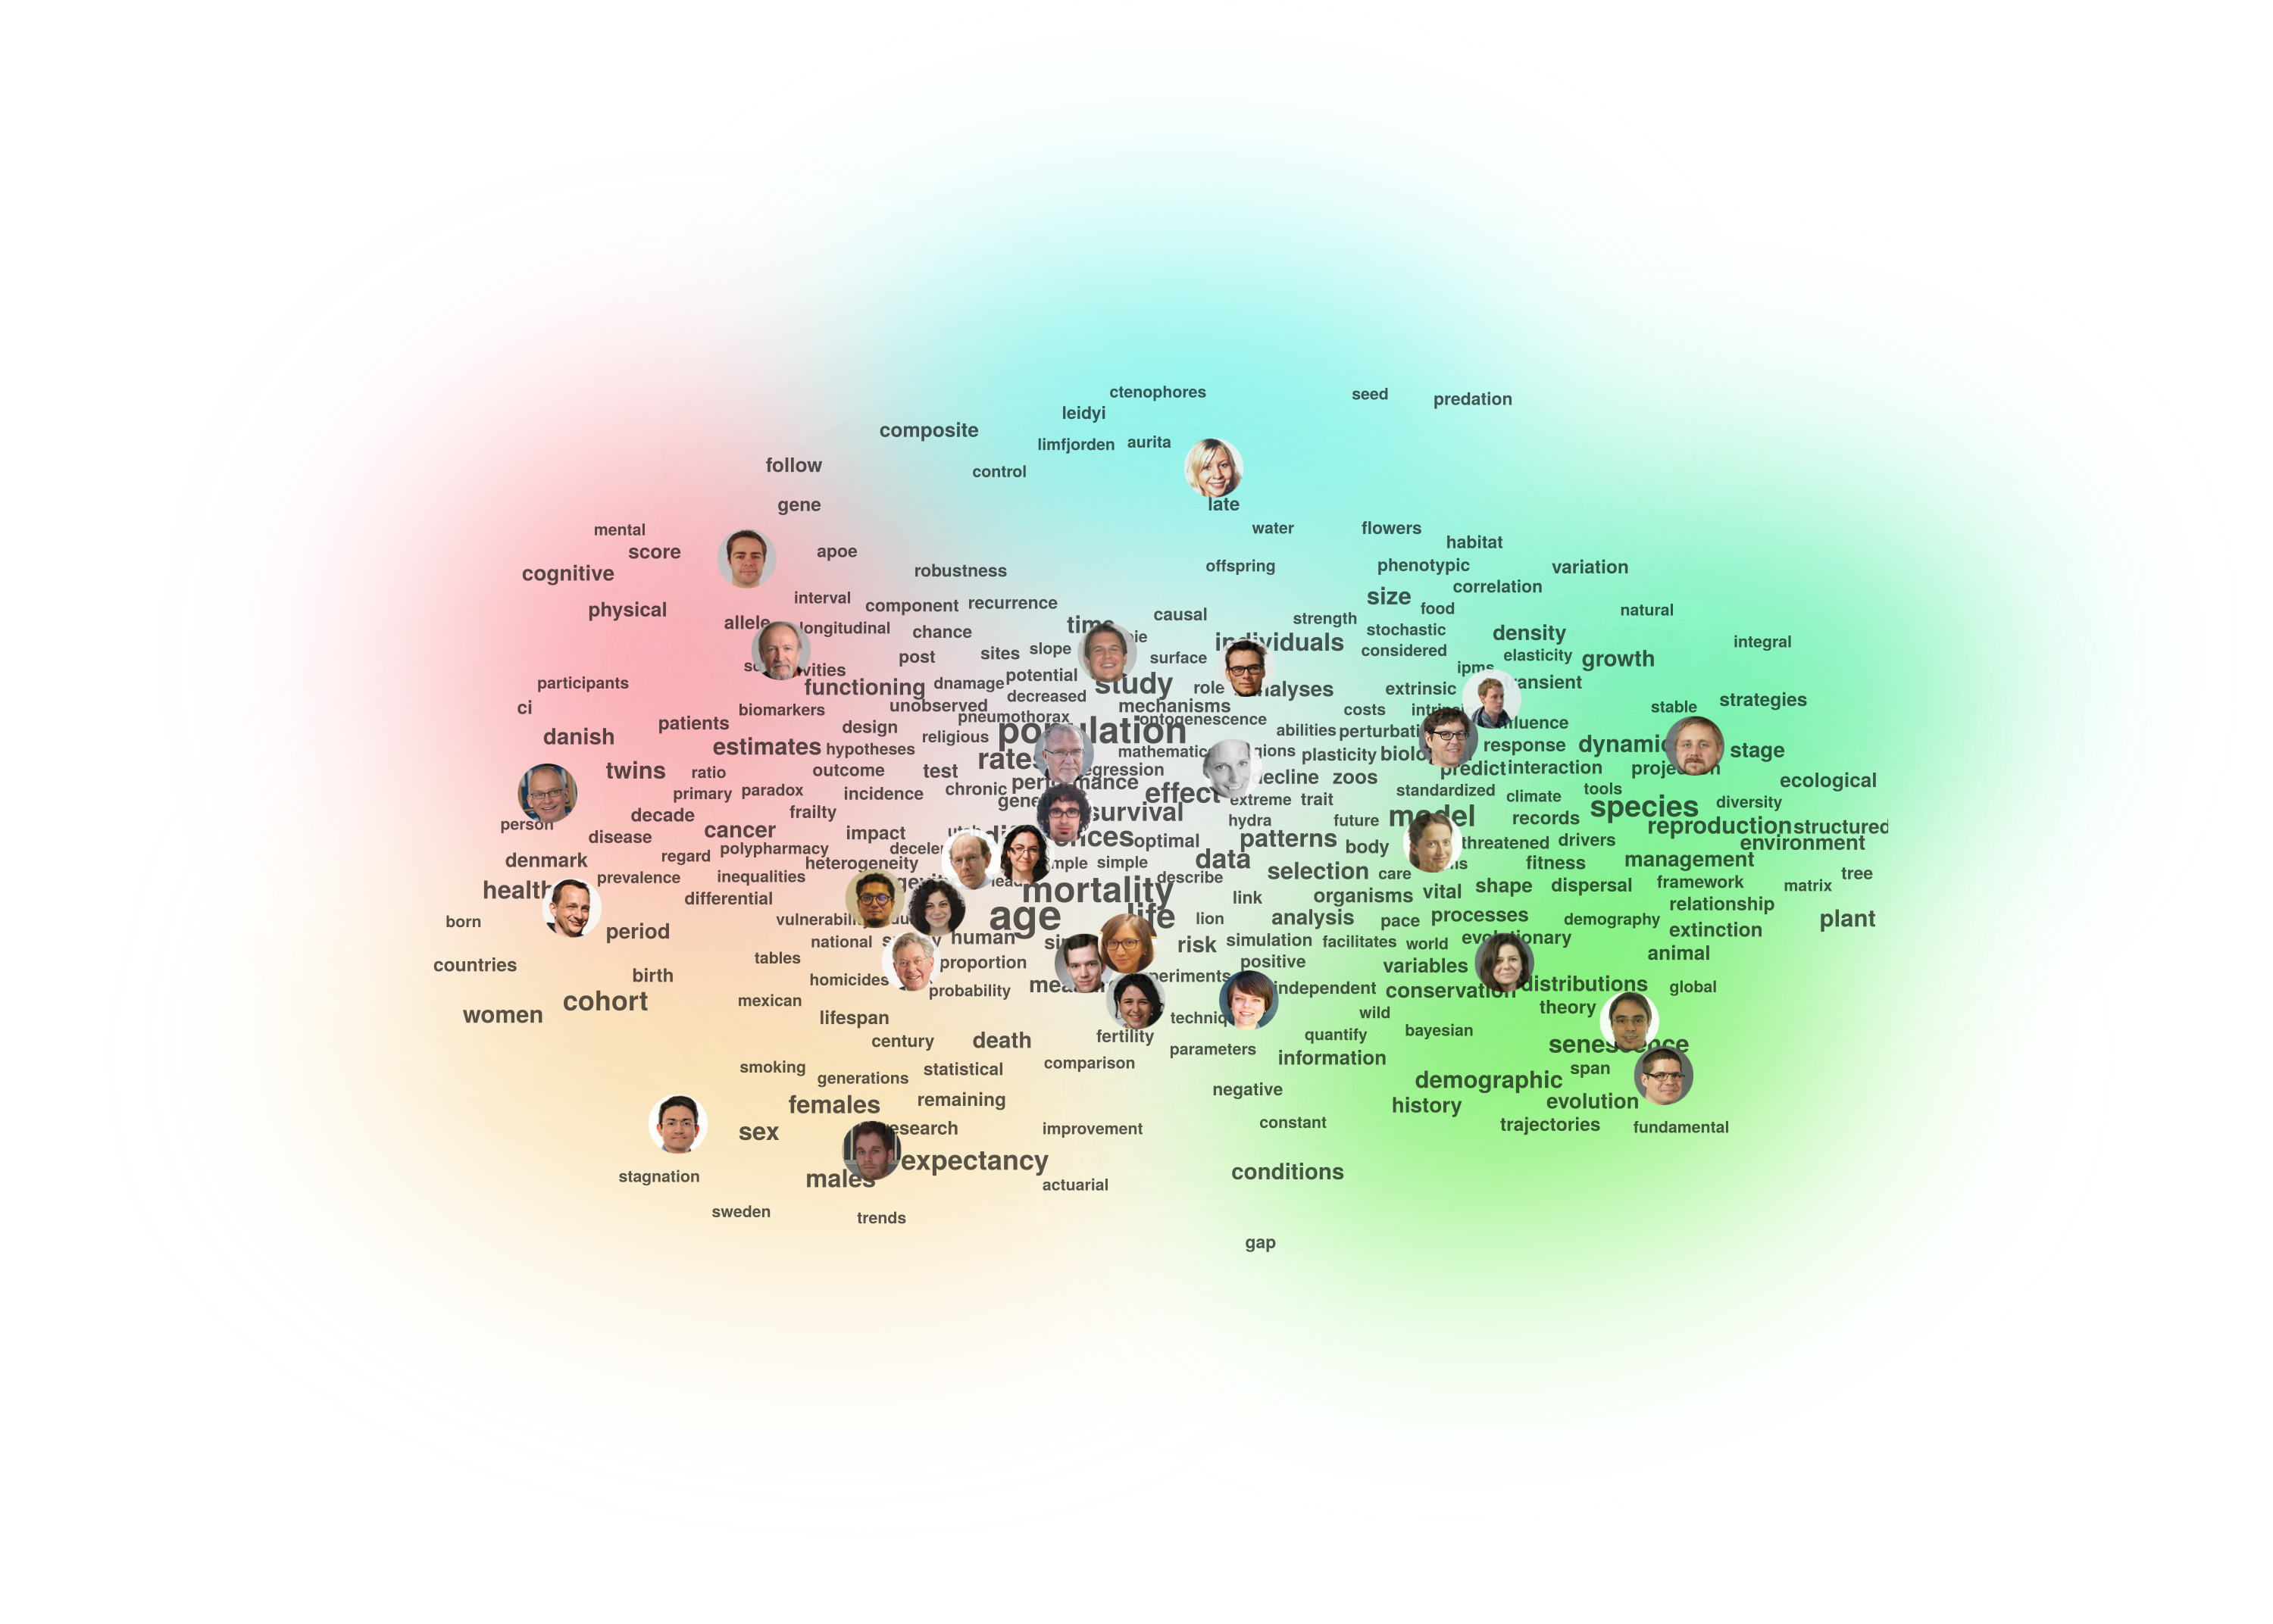 ctenophores
seed
predation
leidyi
composite
limfjorden
aurita
follow
control
gene
late
mental
water
flowers
score
apoe
habitat
cognitive
robustness
offspring
phenotypic
variation
correlation
physical
interval
component
recurrence
causal
size
food
natural
allele
longitudinal
chance
time
strength
stochastic
density
individuals
considered
integral
post
sites
slope
surface
elasticity
growth
ipms
participants
functioning
dnamage
potential
study
role
analyses
extrinsic
transient
ci
biomarkers
unobserved
decreased
mechanisms
costs
stable
strategies
patients
design
pneumothorax
ontogenescence
danish
estimates
hypotheses
religious
population
mathematical
abilities
plasticity
response
dynamics
stage
twins
ratio
outcome
test
rates
regression
decline
zoos
predict
interaction
projection
ecological
primary
paradox
incidence
chronic
performance
effect
extreme
trait
standardized
climate
tools
decade
frailty
survival
hydra
future
model
records
species
diversity
person
disease
cancer
impact
optimal
patterns
body
threatened
drivers
reproduction
structured
environment
denmark
regard
polypharmacy
heterogeneity
simple
data
selection
care
fitness
management
health
prevalence
inequalities
mortality
describe
organisms
vital
shape
dispersal
framework
matrix
tree
differential
link
relationship
born
period
vulnerability
age
life
lion
analysis
pace
processes
demography
plant
national
human
risk
simulation
facilitates
world
evolutionary
extinction
countries
birth
tables
proportion
positive
variables
animal
women
cohort
homicides
probability
experiments
independent
conservation
distributions
global
mexican
lifespan
wild
theory
century
death
fertility
parameters
quantify
bayesian
senescence
smoking
generations
statistical
comparison
information
span
females
remaining
negative
demographic
history
evolution
sex
research
improvement
constant
trajectories
fundamental
stagnation
males
expectancy
actuarial
conditions
sweden
trends
gap